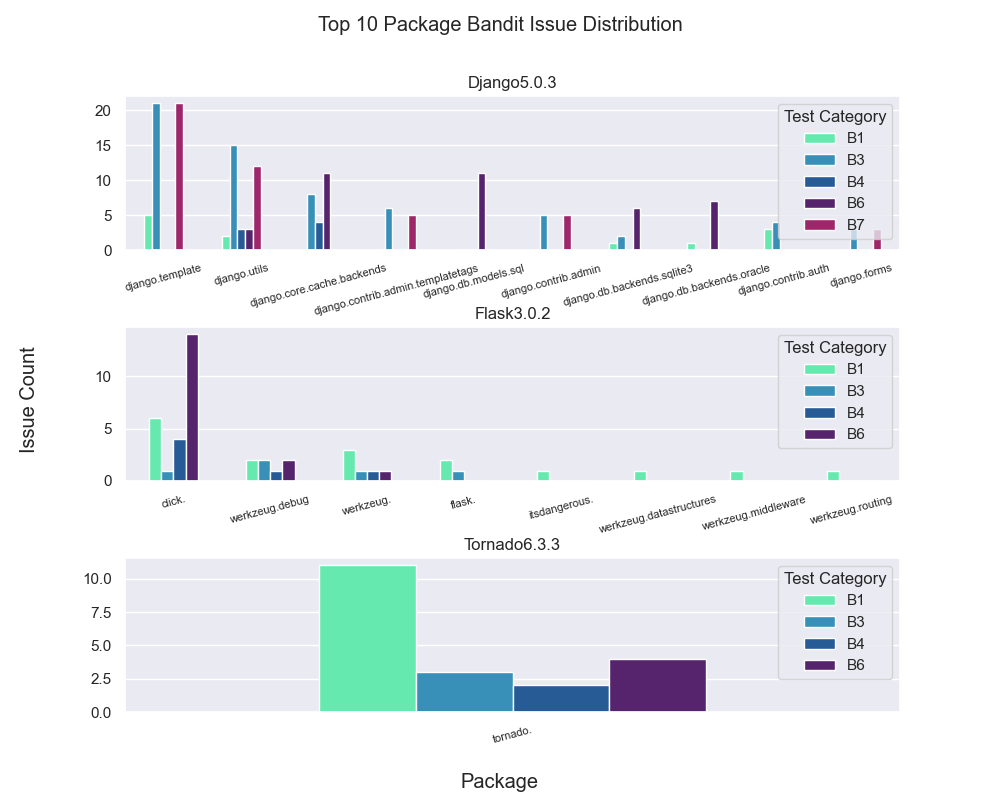 Top 10 Package Bandit Issue Distribution
Django5.0.3
20
15
10
5
0
Test Category
B1
B3
B4
B6
B7
django.template
django.utils
django.core.cache.backends
django.contrib.admin.templatetags
django.db.models.sql
django.contrib.admin
django.db.backends.sqlite3
django.db.backends.oracle
django.contrib.auth
django.forms
Flask3.0.2
Issue Count
10
5
0
Test Category
B1
B3
B4
B6
click.
werkzeug.debug
werkzeug.
flask.
itsdangerous.
werkzeug.datastructures
werkzeug.middleware
werkzeug.routing
Tornado6.3.3
10.0
7.5
5.0
2.5
0.0
Test Category
B1
B3
B4
B6
tornado.
Package